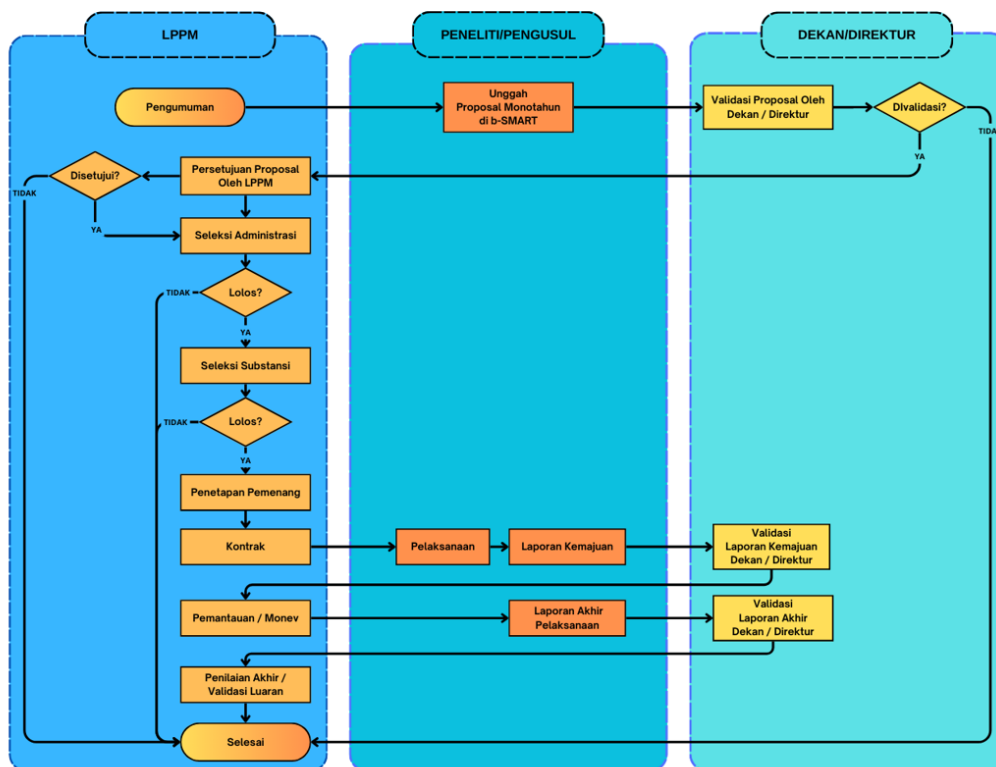 LPPM
PENELITI/PENGUSUL
DEKAN/DIREKTUR
Pengumuman
Unggah
Proposal Monotahun
di b-SMART
Validasi Proposal Oleh
Dekan / Direktur
DIvalidasi?
TIDA
YA
Disetujui?
Persetujuan Proposal
Oleh LPPM
TIDAK
YA
Seleksi Administrasi
Lolos?
TIDAK
YA
Seleksi Substansi
Lolos?
TIDAK
YA
Penetapan Pemenang
Kontrak
Pelaksanaan
Laporan Kemajuan
Validasi
Laporan Kemajuan
Dekan / Direktur
Pemantauan / Monev
Laporan Akhir
Pelaksanaan
Validasi
Laporan Akhir
Dekan / Direktur
Penilaian Akhir /
Validasi Luaran
Selesai